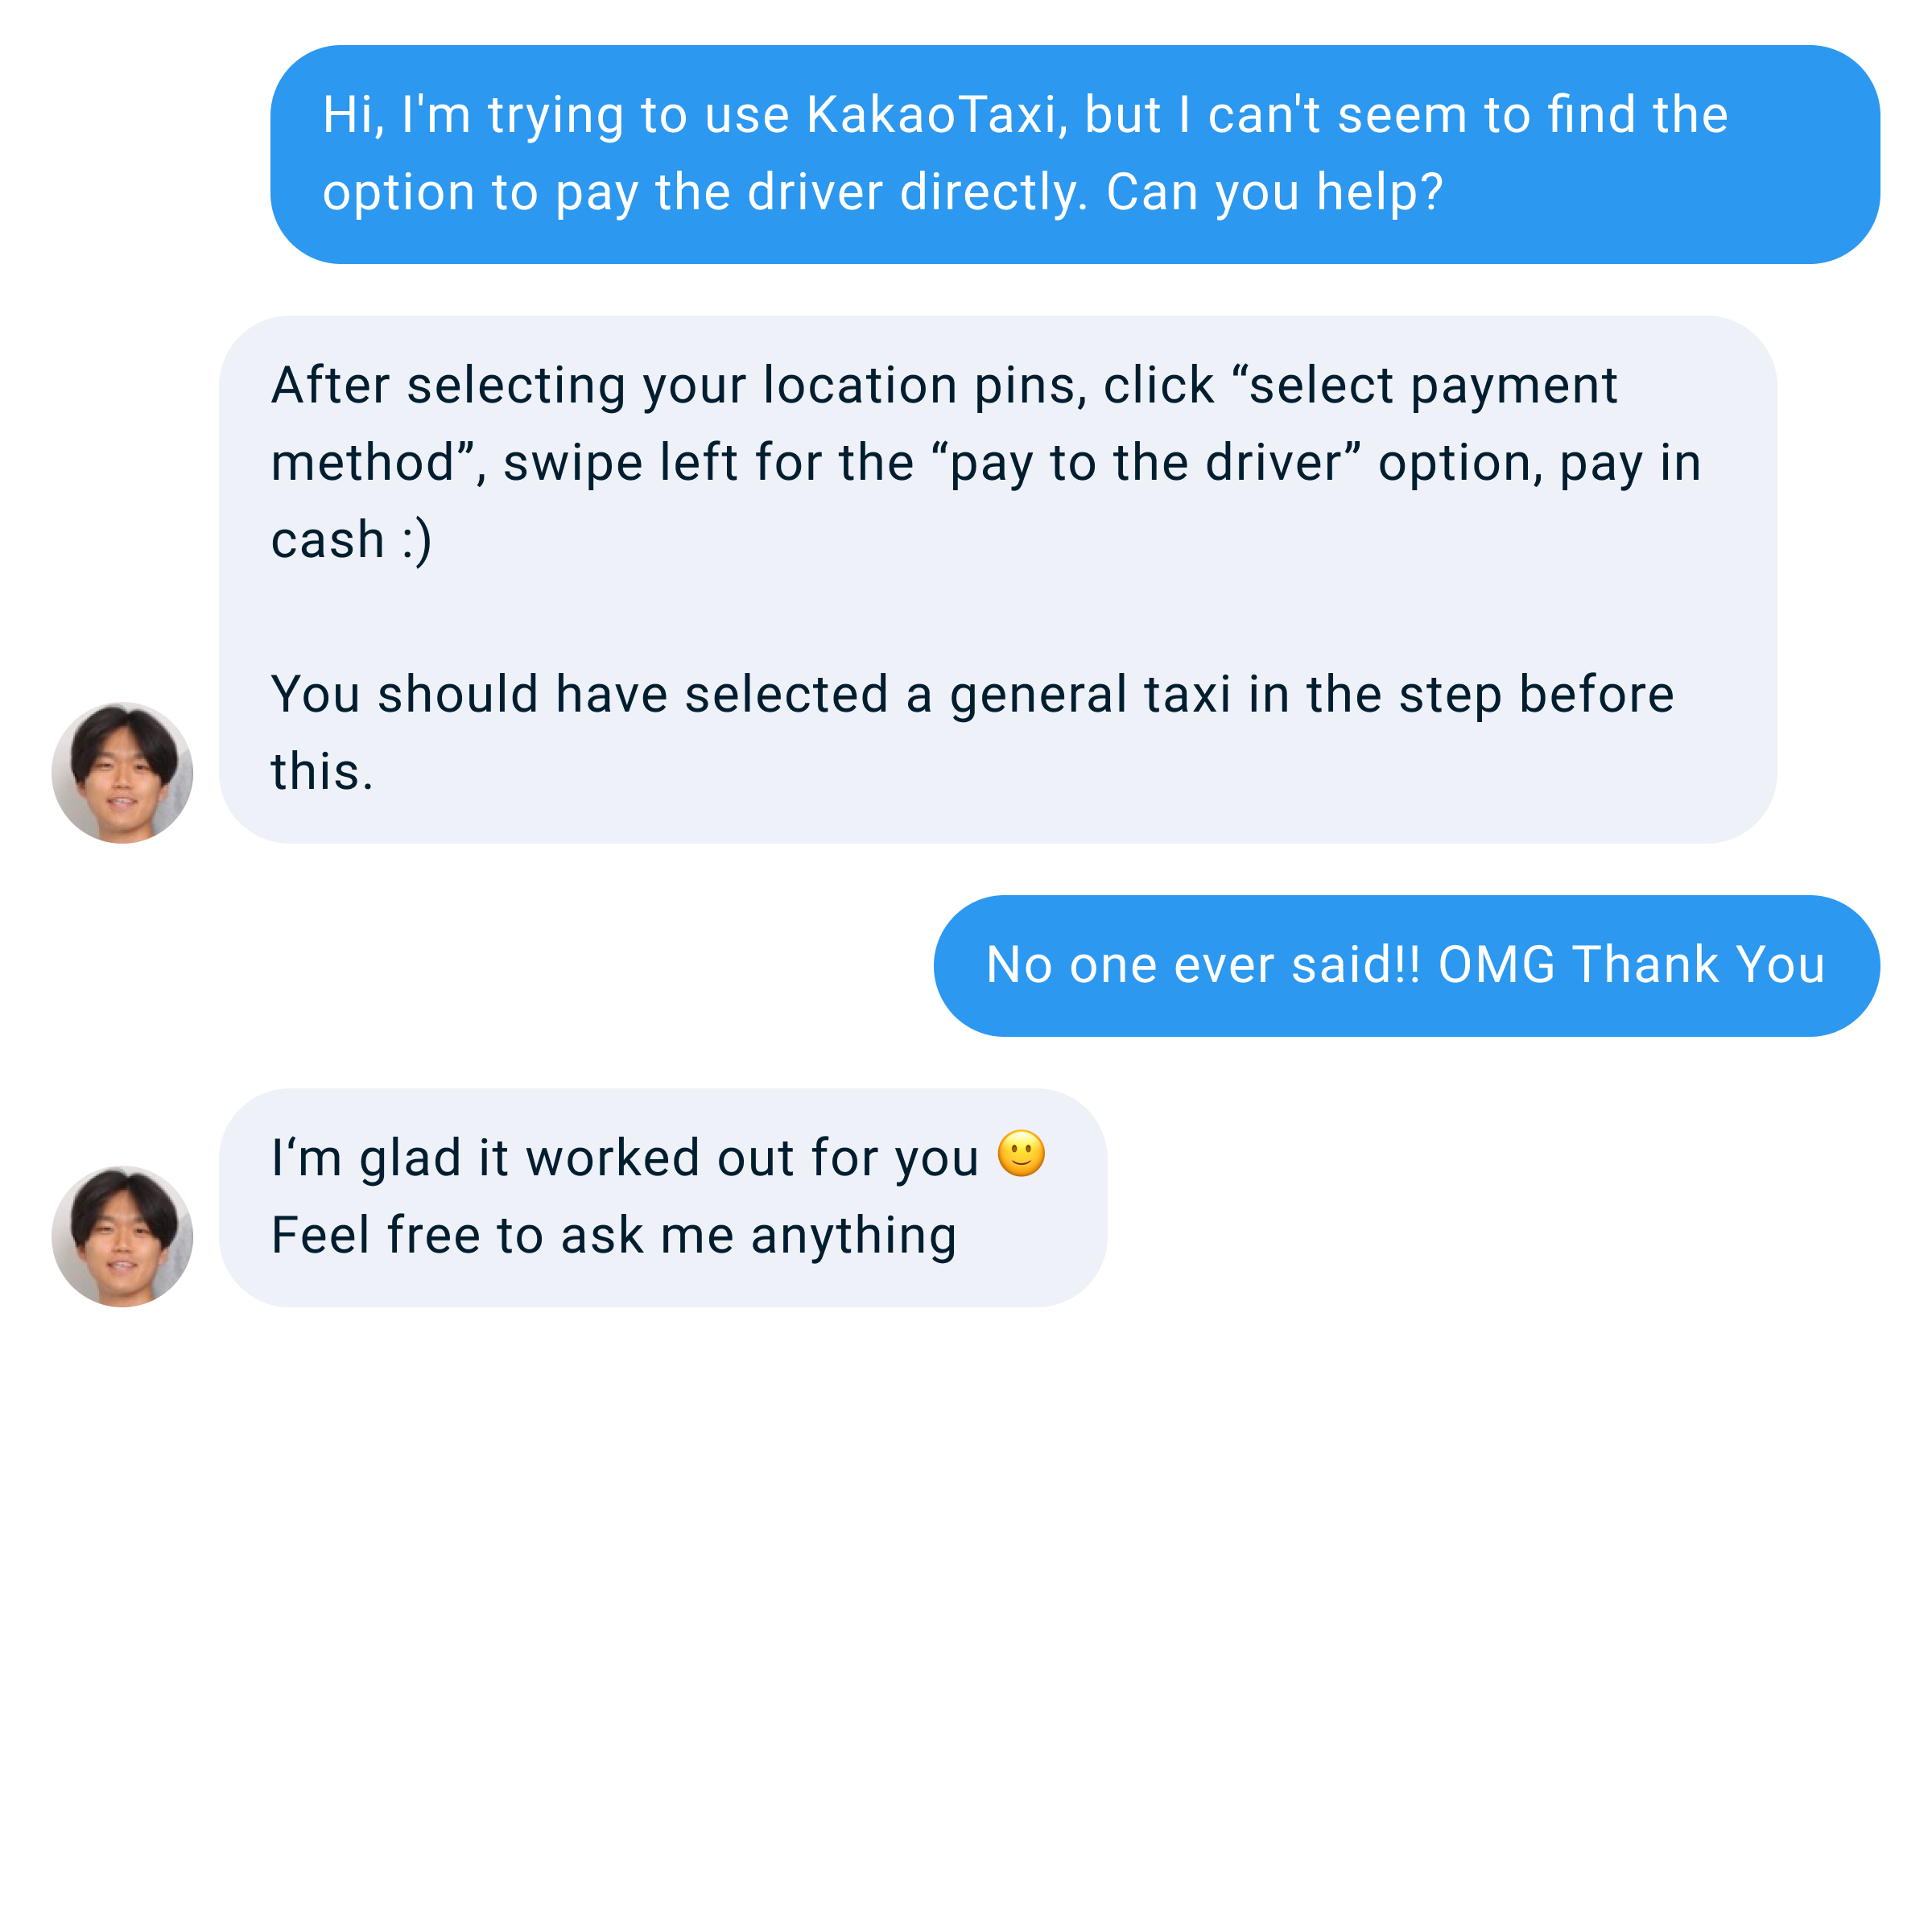 Hi, I'm trying to use KakaoTaxi, but I can't seem to find the
option to pay the driver directly. Can you help?
After selecting your location pins, click “select payment
method”, swipe left for the “pay to the driver” option, pay in
cash :)
You should have selected a general taxi in the step before
this.
No one ever said!! OMG Thank You
I‘m glad it worked out for you 🙂
Feel free to ask me anything